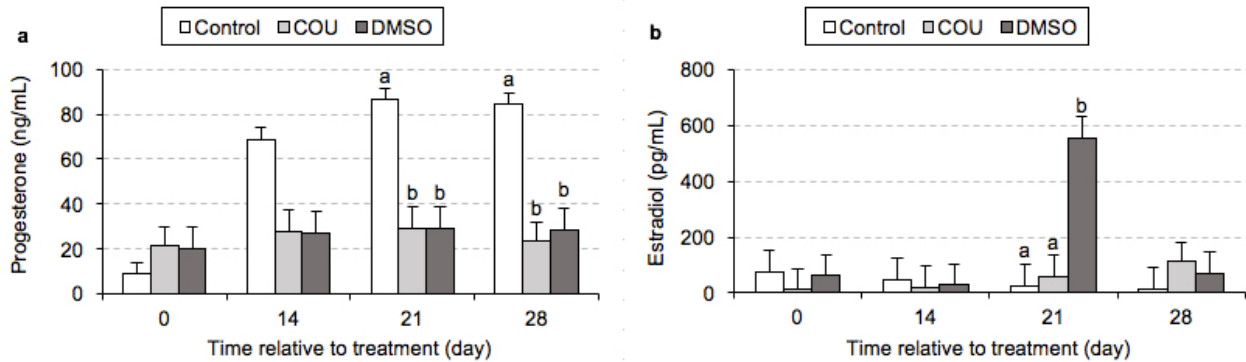 a
Control COU DMSO
Progesterone (ng/mL)
100
80
60
40
20
0
a a
b b b b
0 14 21 28
Time relative to treatment (day)
b
Control COU DMSO
Estradiol (pg/mL)
800
600
400
200
0
a a b
0 14 21 28
Time relative to treatment (day)